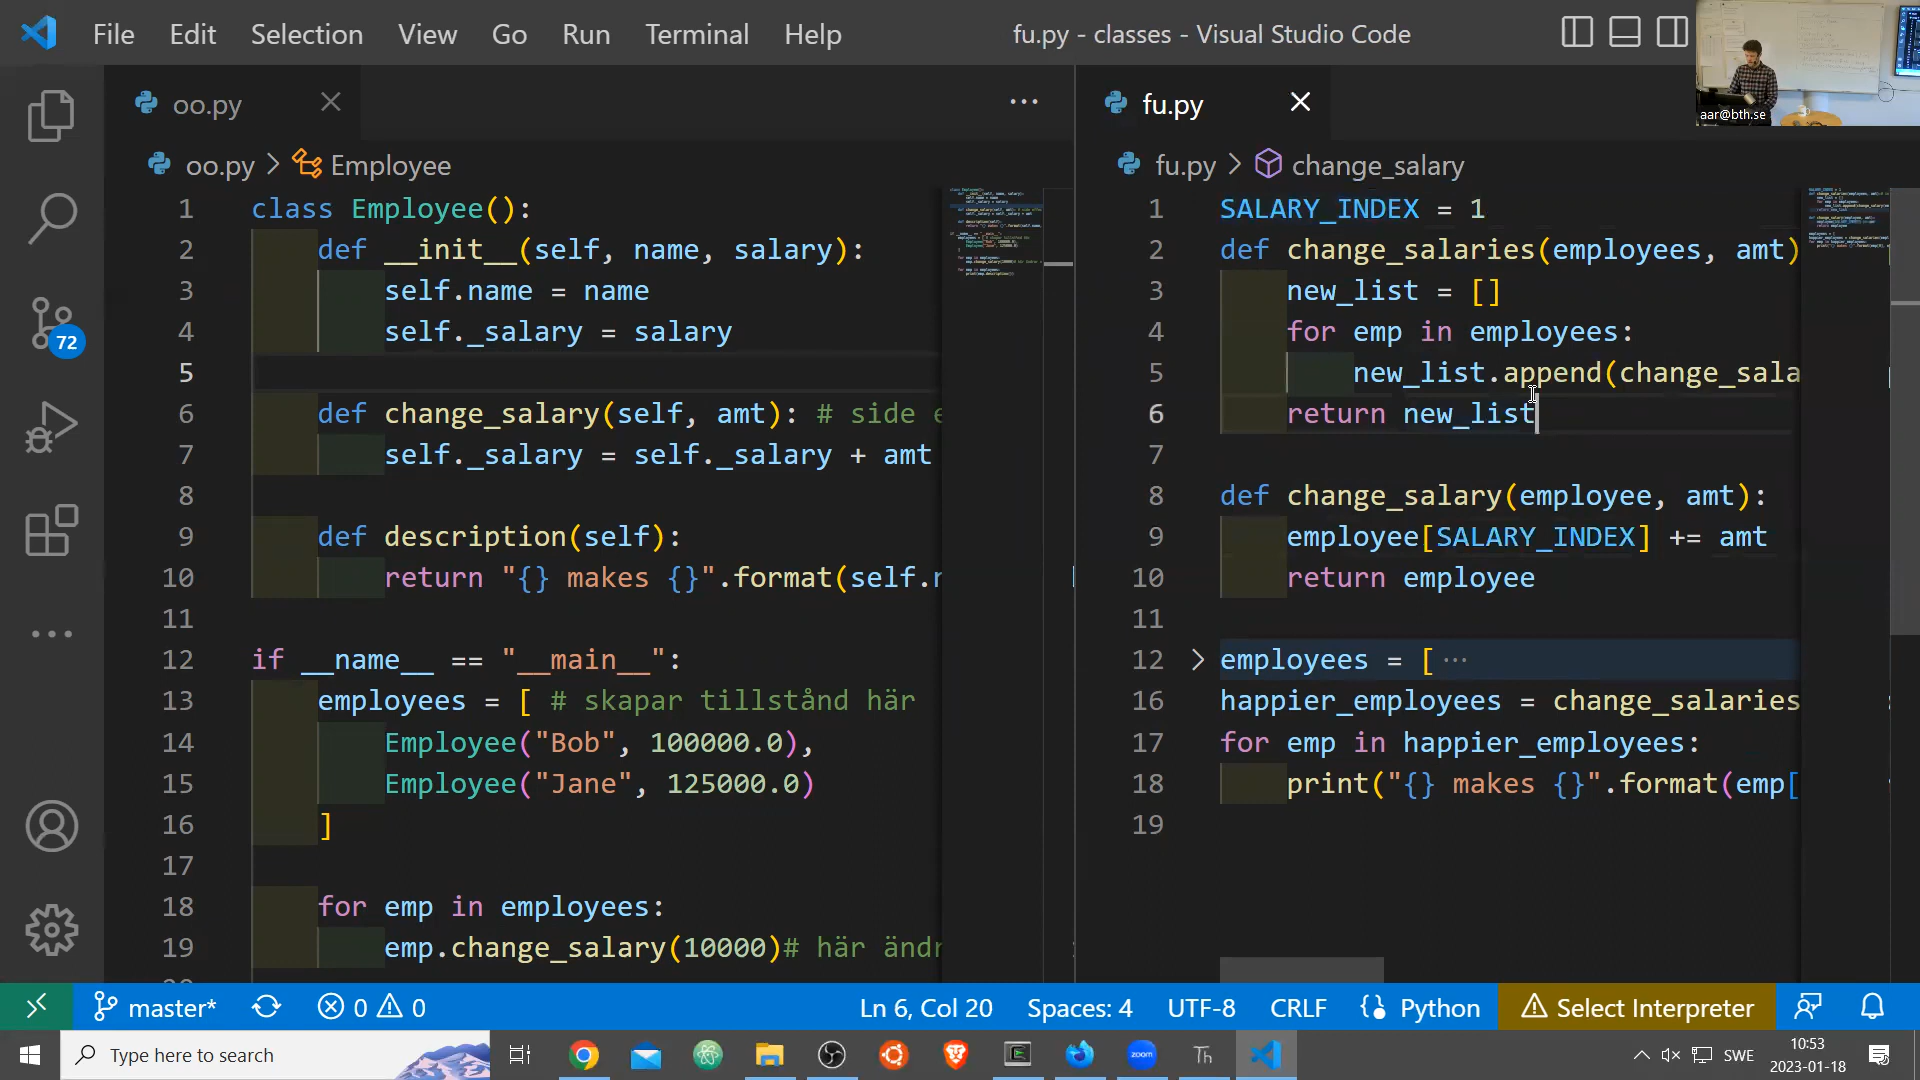 File Edit Selection View Go Run Terminal Help
fu.py - classes - Visual Studio Code
aar@bth.se
oo.py
oo.py > Employee
1 class Employee():
2 def __init__(self, name, salary):
3 self.name = name
4 self._salary = salary
5
6 def change_salary(self, amt): # side e
7 self._salary = self._salary + amt
8
9 def description(self):
10 return "{} makes {}".format(self.n
11
12 if __name__ == "__main__":
13 employees = [ # skapar tillstånd här
14 Employee("Bob", 100000.0),
15 Employee("Jane", 125000.0)
16 ]
17
18 for emp in employees:
19 emp.change_salary(10000)# här ändr
fu.py
fu.py > change_salary
1 SALARY_INDEX = 1
2 def change_salaries(employees, amt)
3 new_list = []
4 for emp in employees:
5 new_list.append(change_sala
6 return new_list
7
8 def change_salary(employee, amt):
9 employee[SALARY_INDEX] += amt
10 return employee
11
12 employees = [ ···
16 happier_employees = change_salaries
17 for emp in happier_employees:
18 print("{} makes {}".format(emp[
19
72
master* 0 0 Ln 6, Col 20 Spaces: 4 UTF-8 CRLF Python Select Interpreter
Type here to search
zoom
Th
SWE
10:53
2023-01-18